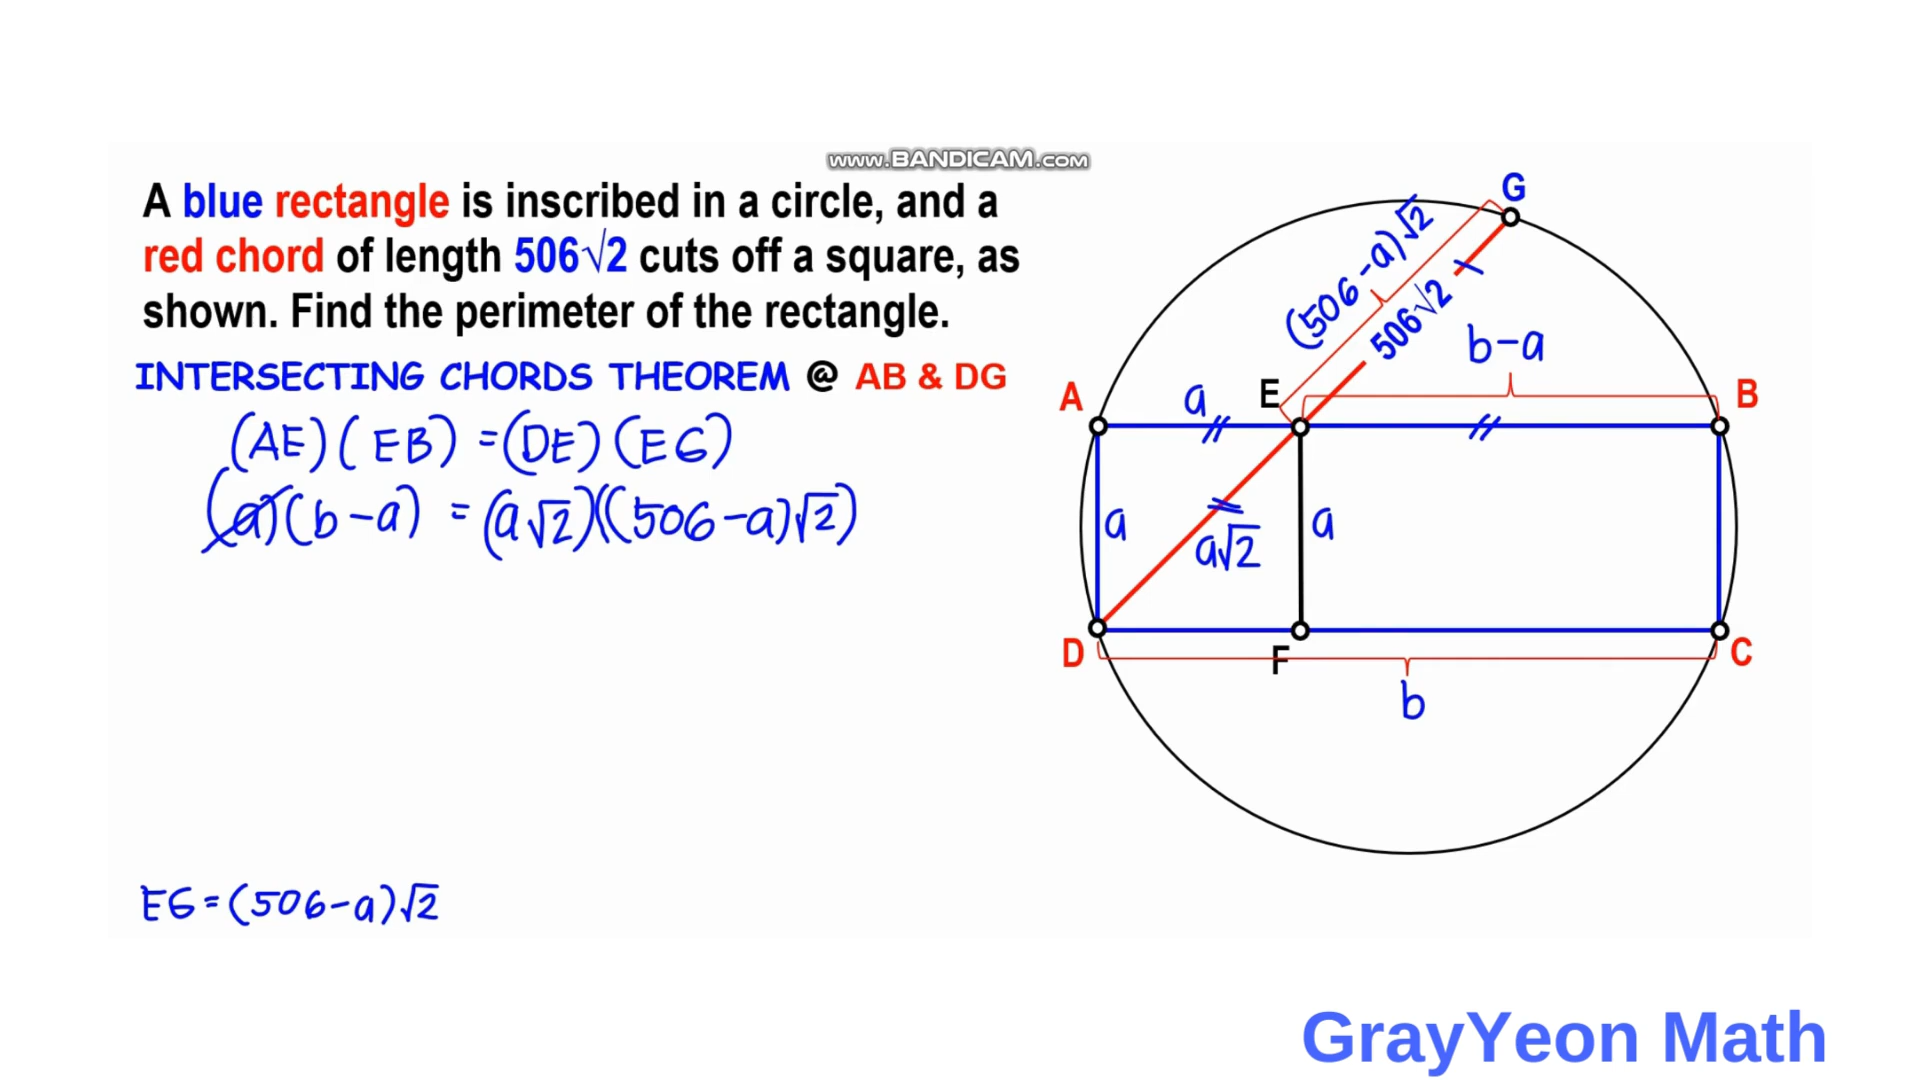 www.BANDICAM.com
A blue rectangle is inscribed in a circle, and a
red chord of length 506√2 cuts off a square, as
shown. Find the perimeter of the rectangle.
INTERSECTING CHORDS THEOREM @ AB & DG
(AE)(EB) = (DE)(EG)
(a)(b-a) = (a√2)((506-a)√2)
EG = (506-a)√2
G
(506-a)√2
506√2
b-a
A
a
E
B
a
a√2
a
D
F
C
b
GrayYeon Math